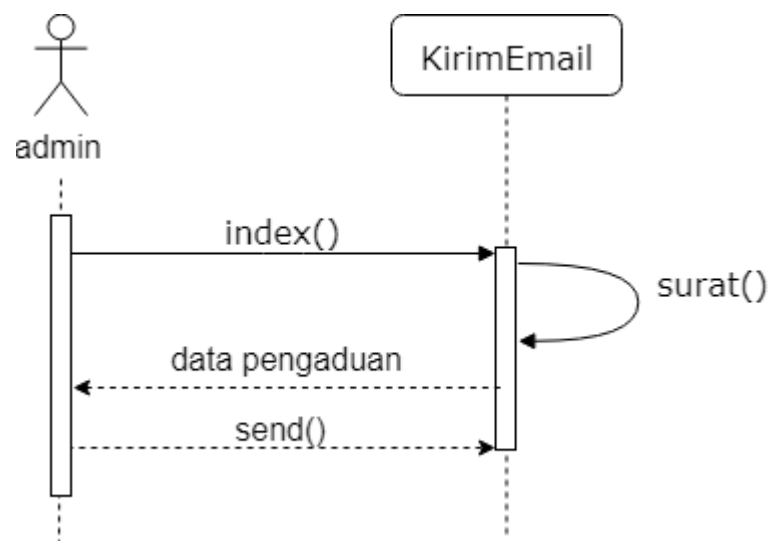 KirimEmail
admin
index()
surat()
data pengaduan
send()